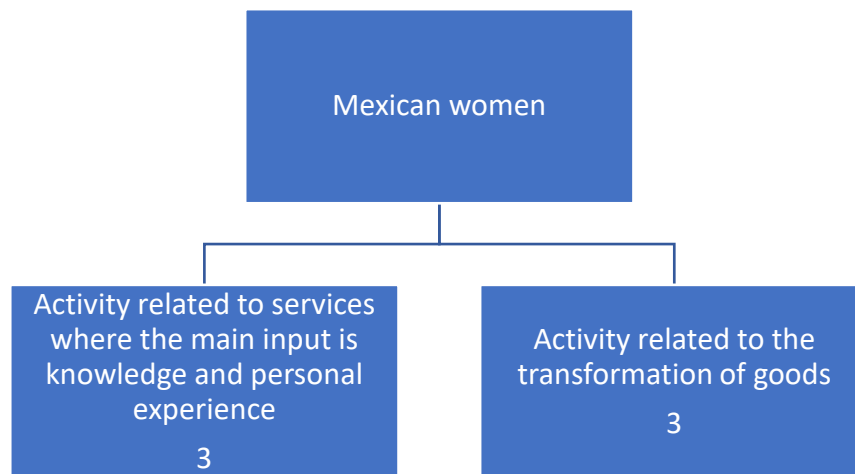 Mexican women
Activity related to services
where the main input is
knowledge and personal
experience
3
Activity related to the
transformation of goods
3